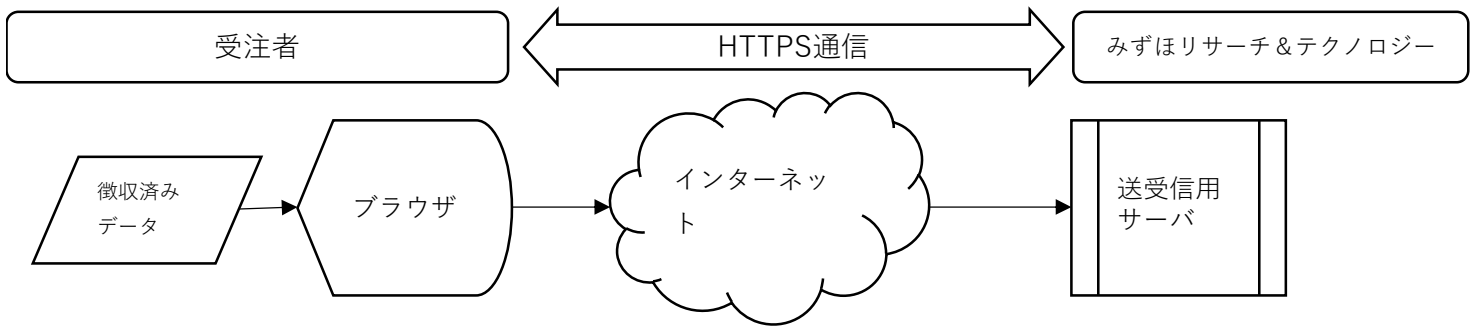 受注者
HTTPS通信
みずほリサーチ＆テクノロジー
徴収済み
データ
ブラウザ
インターネッ
ト
送受信用
サーバ